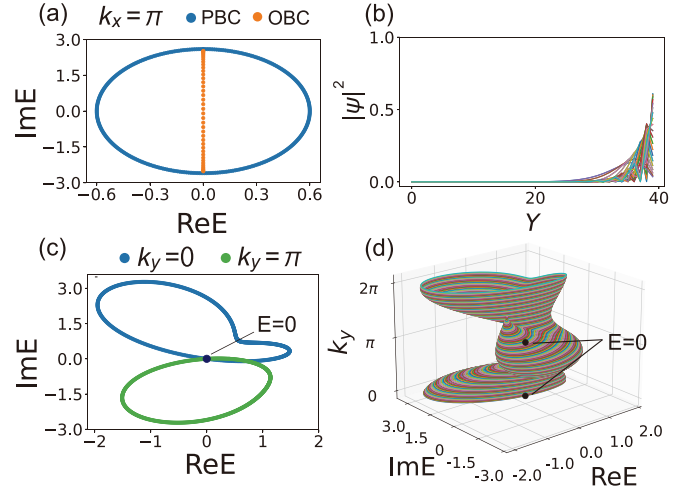 (a) k_x = π PBC OBC
ImE
3.0
1.5
0.0
−1.5
−3.0
−0.6 −0.3 0.0 0.3 0.6
ReE
(b)
|ψ|²
1.0
0.5
0.0
0 20 40
Y
(c) k_y = 0 k_y = π
ImE
3.0
1.5
0.0
−1.5
−3.0
E=0
−2 −1 0 1 2
ReE
(d)
k_y
2π
π
0
E=0
3.0
1.5
0
-1.5
-3.0
ImE
-2.0
-1.0
0.0
1.0
2.0
ReE